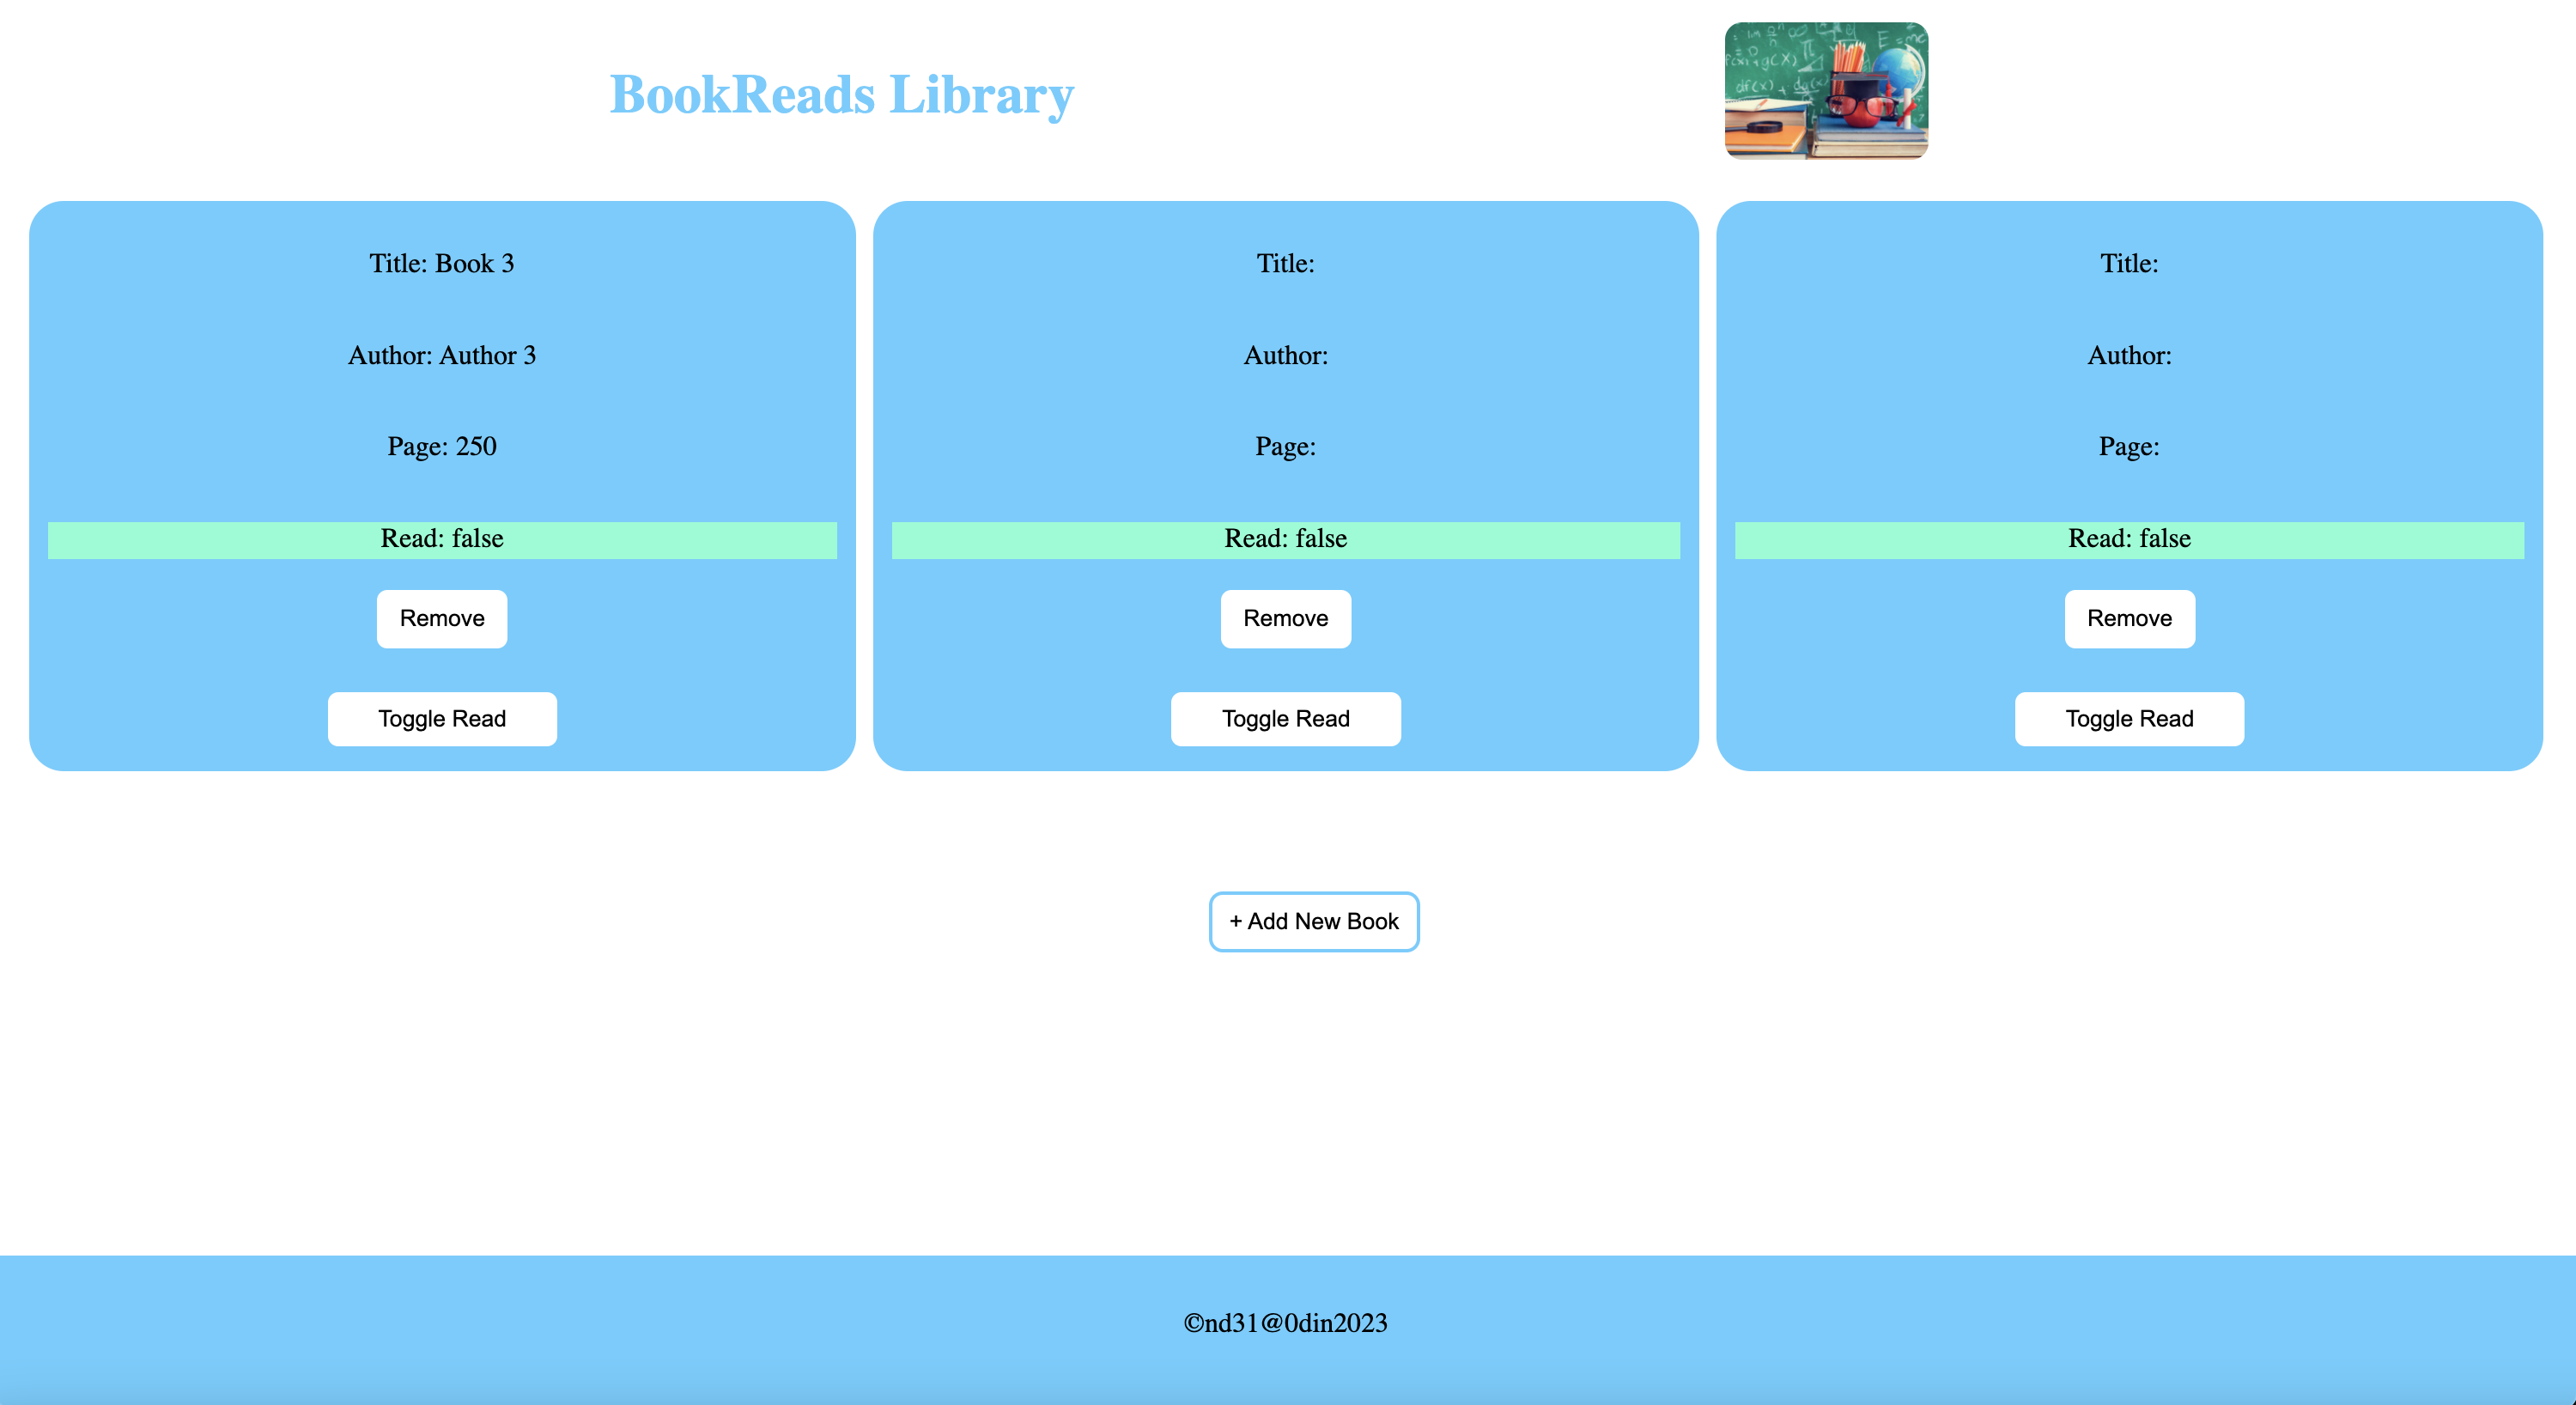 BookReads Library
Title: Book 3
Author: Author 3
Page: 250
Read: false
Remove
Toggle Read
Title:
Author:
Page:
Read: false
Remove
Toggle Read
Title:
Author:
Page:
Read: false
Remove
Toggle Read
+ Add New Book
©nd31@0din2023